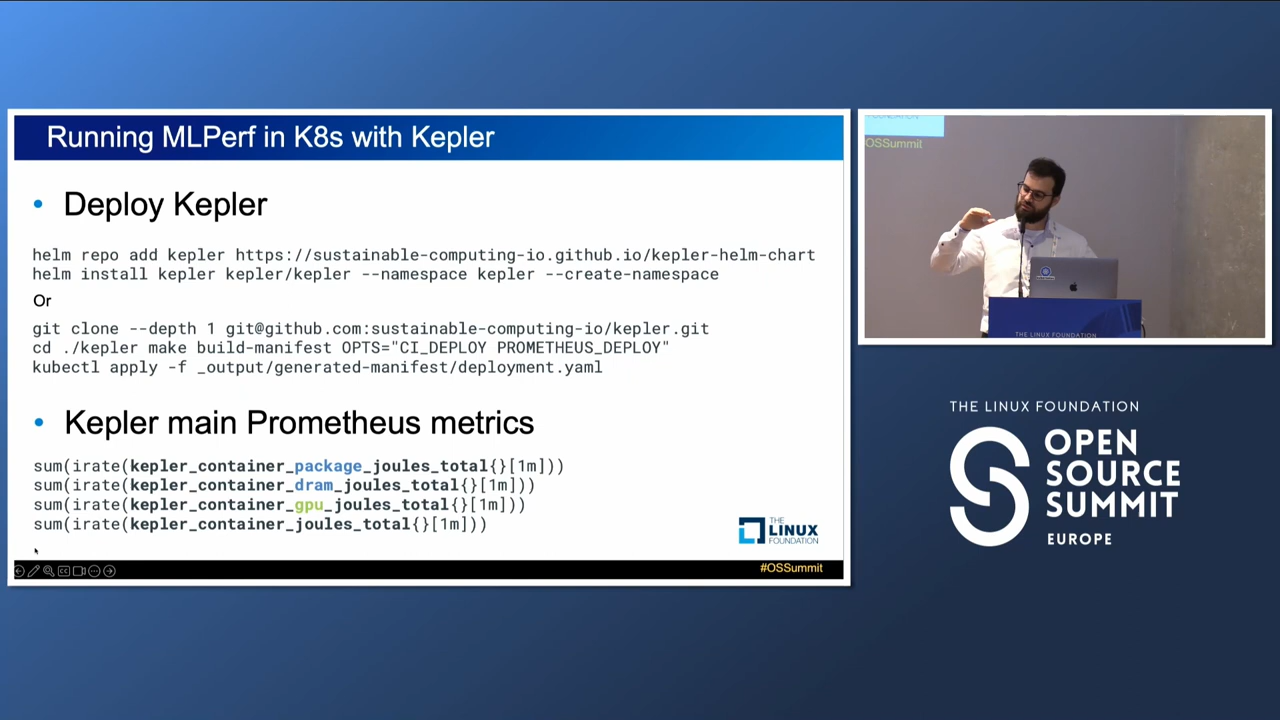 Running MLPerf in K8s with Kepler
• Deploy Kepler
helm repo add kepler https://sustainable-computing-io.github.io/kepler-helm-chart
helm install kepler kepler/kepler --namespace kepler --create-namespace
Or
git clone --depth 1 git@github.com:sustainable-computing-io/kepler.git
cd ./kepler make build-manifest OPTS="CI_DEPLOY PROMETHEUS_DEPLOY"
kubectl apply -f _output/generated-manifest/deployment.yaml
• Kepler main Prometheus metrics
sum(irate(kepler_container_package_joules_total{}[1m]))
sum(irate(kepler_container_dram_joules_total{}[1m]))
sum(irate(kepler_container_gpu_joules_total{}[1m]))
sum(irate(kepler_container_joules_total{}[1m]))
THE
LINUX
FOUNDATION
#OSSummit
OSSummit
THE LINUX FOUNDATION
THE LINUX FOUNDATION
OPEN
SOURCE
SUMMIT
EUROPE